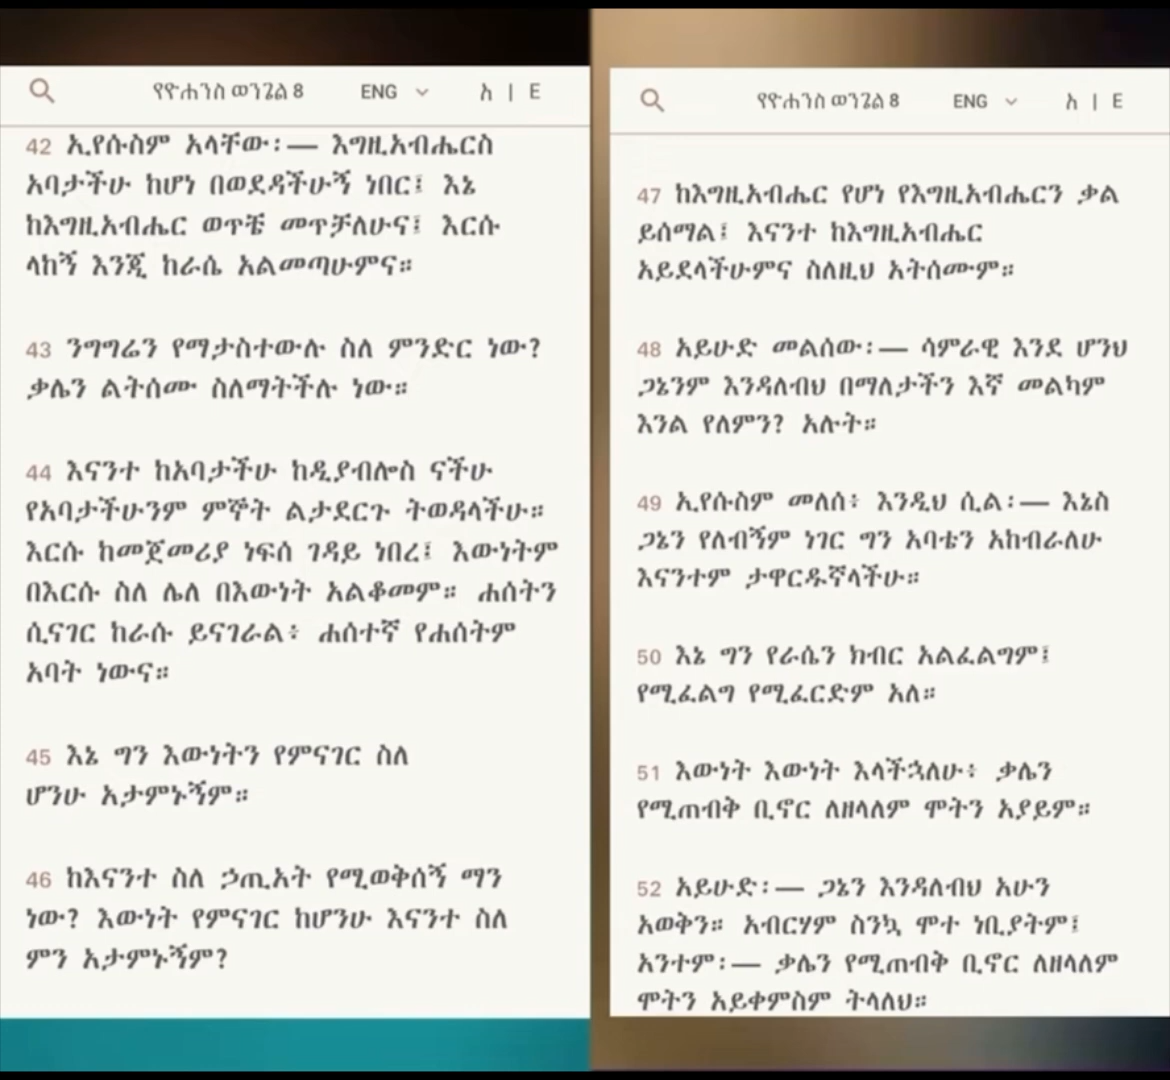 የዮሐንስ ወንጌል 8 ENG አ | E
42 ኢየሱስም አላቸው፡— እግዚአብሔርስ
አባታችሁ ከሆነ በወደዳችሁኝ ነበር፤ እኔ
ከእግዚአብሔር ወጥቼ መጥቻለሁና፤ እርሱ
ላከኝ እንጂ ከራሴ አልመጣሁምና።
43 ንግግሬን የማታስተውሉ ስለ ምንድር ነው?
ቃሌን ልትሰሙ ስለማትችሉ ነው።
44 እናንተ ከአባታችሁ ከዲያብሎስ ናችሁ
የአባታችሁንም ምኞት ልታደርጉ ትወዳላችሁ።
እርሱ ከመጀመሪያ ነፍሰ ገዳይ ነበረ፤ እውነትም
በእርሱ ስለ ሌለ በእውነት አልቆመም። ሐሰትን
ሲናገር ከራሱ ይናገራል፥ ሐሰተኛ የሐሰትም
አባት ነውና።
45 እኔ ግን እውነትን የምናገር ስለ
ሆንሁ አታምኑኝም።
46 ከእናንተ ስለ ኃጢአት የሚወቅሰኝ ማን
ነው? እውነት የምናገር ከሆንሁ እናንተ ስለ
ምን አታምኑኝም?
የዮሐንስ ወንጌል 8 ENG አ | E
47 ከእግዚአብሔር የሆነ የእግዚአብሔርን ቃል
ይሰማል፤ እናንተ ከእግዚአብሔር
አይደላችሁምና ስለዚህ አትሰሙም።
48 አይሁድ መልሰው፡— ሳምራዊ እንደ ሆንህ
ጋኔንም እንዳለብህ በማለታችን እኛ መልካም
እንል የለምን? አሉት።
49 ኢየሱስም መለሰ፥ እንዲህ ሲል፡— እኔስ
ጋኔን የለብኝም ነገር ግን አባቴን አከብራለሁ
እናንተም ታዋርዱኛላችሁ።
50 እኔ ግን የራሴን ክብር አልፈልግም፤
የሚፈልግ የሚፈርድም አለ።
51 እውነት እውነት እላችኋለሁ፥ ቃሌን
የሚጠብቅ ቢኖር ለዘላለም ሞትን አያይም።
52 አይሁድ፡— ጋኔን እንዳለብህ አሁን
አወቅን። አብርሃም ስንኳ ሞተ ነቢያትም፤
አንተም፡— ቃሌን የሚጠብቅ ቢኖር ለዘላለም
ሞትን አይቀምስም ትላለህ።